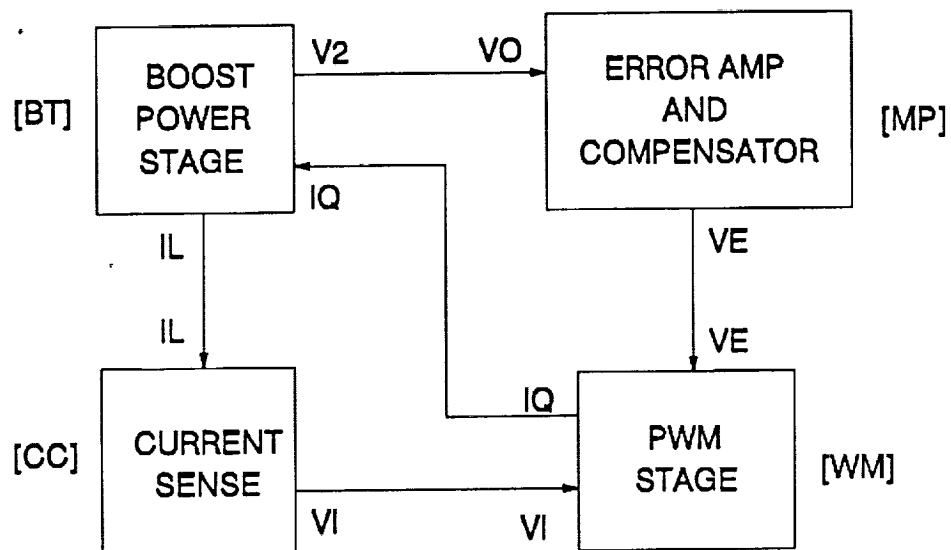 BOOST
POWER
STAGE
[BT]
V2
VO
ERROR AMP
AND
COMPENSATOR
[MP]
IQ
IL
VE
IL
VE
IQ
CURRENT
SENSE
[CC]
VI
VI
PWM
STAGE
[WM]